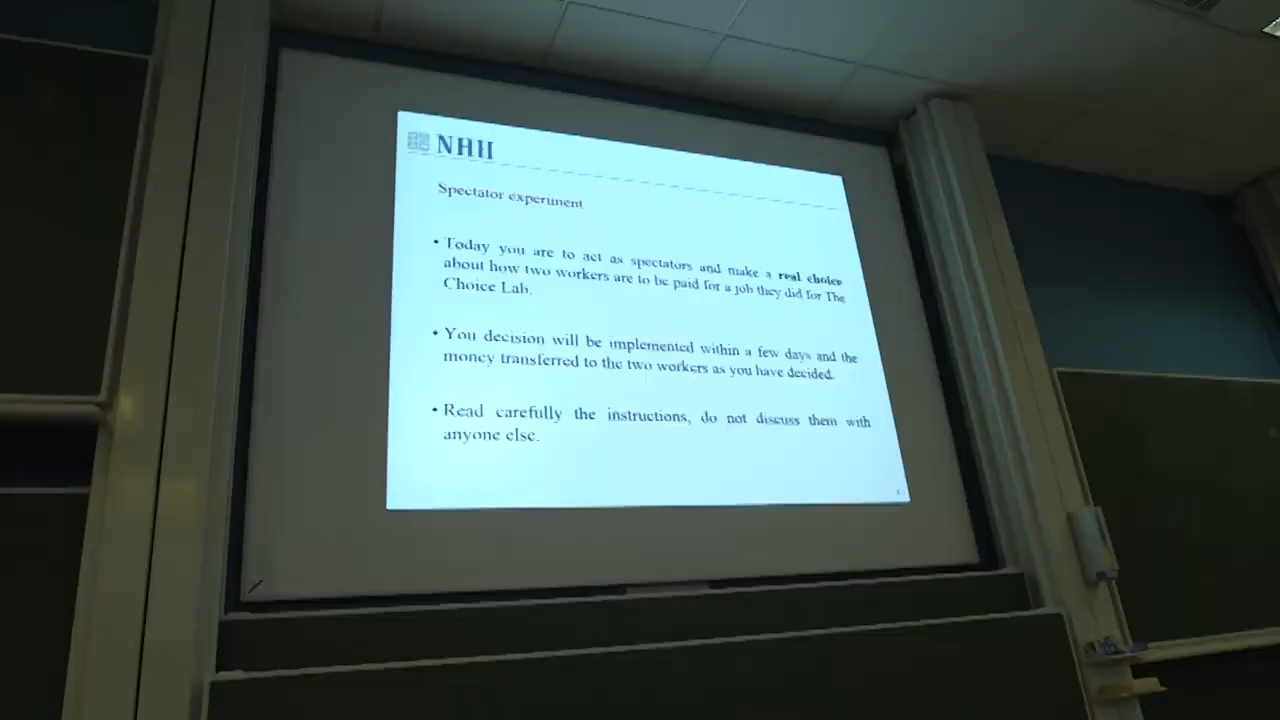 NHH
Spectator experiment
• Today you are to act as spectators and make a real choice
about how two workers are to be paid for a job they did for The
Choice Lab.
• You decision will be implemented within a few days and the
money transferred to the two workers as you have decided.
• Read carefully the instructions, do not discuss them with
anyone else.